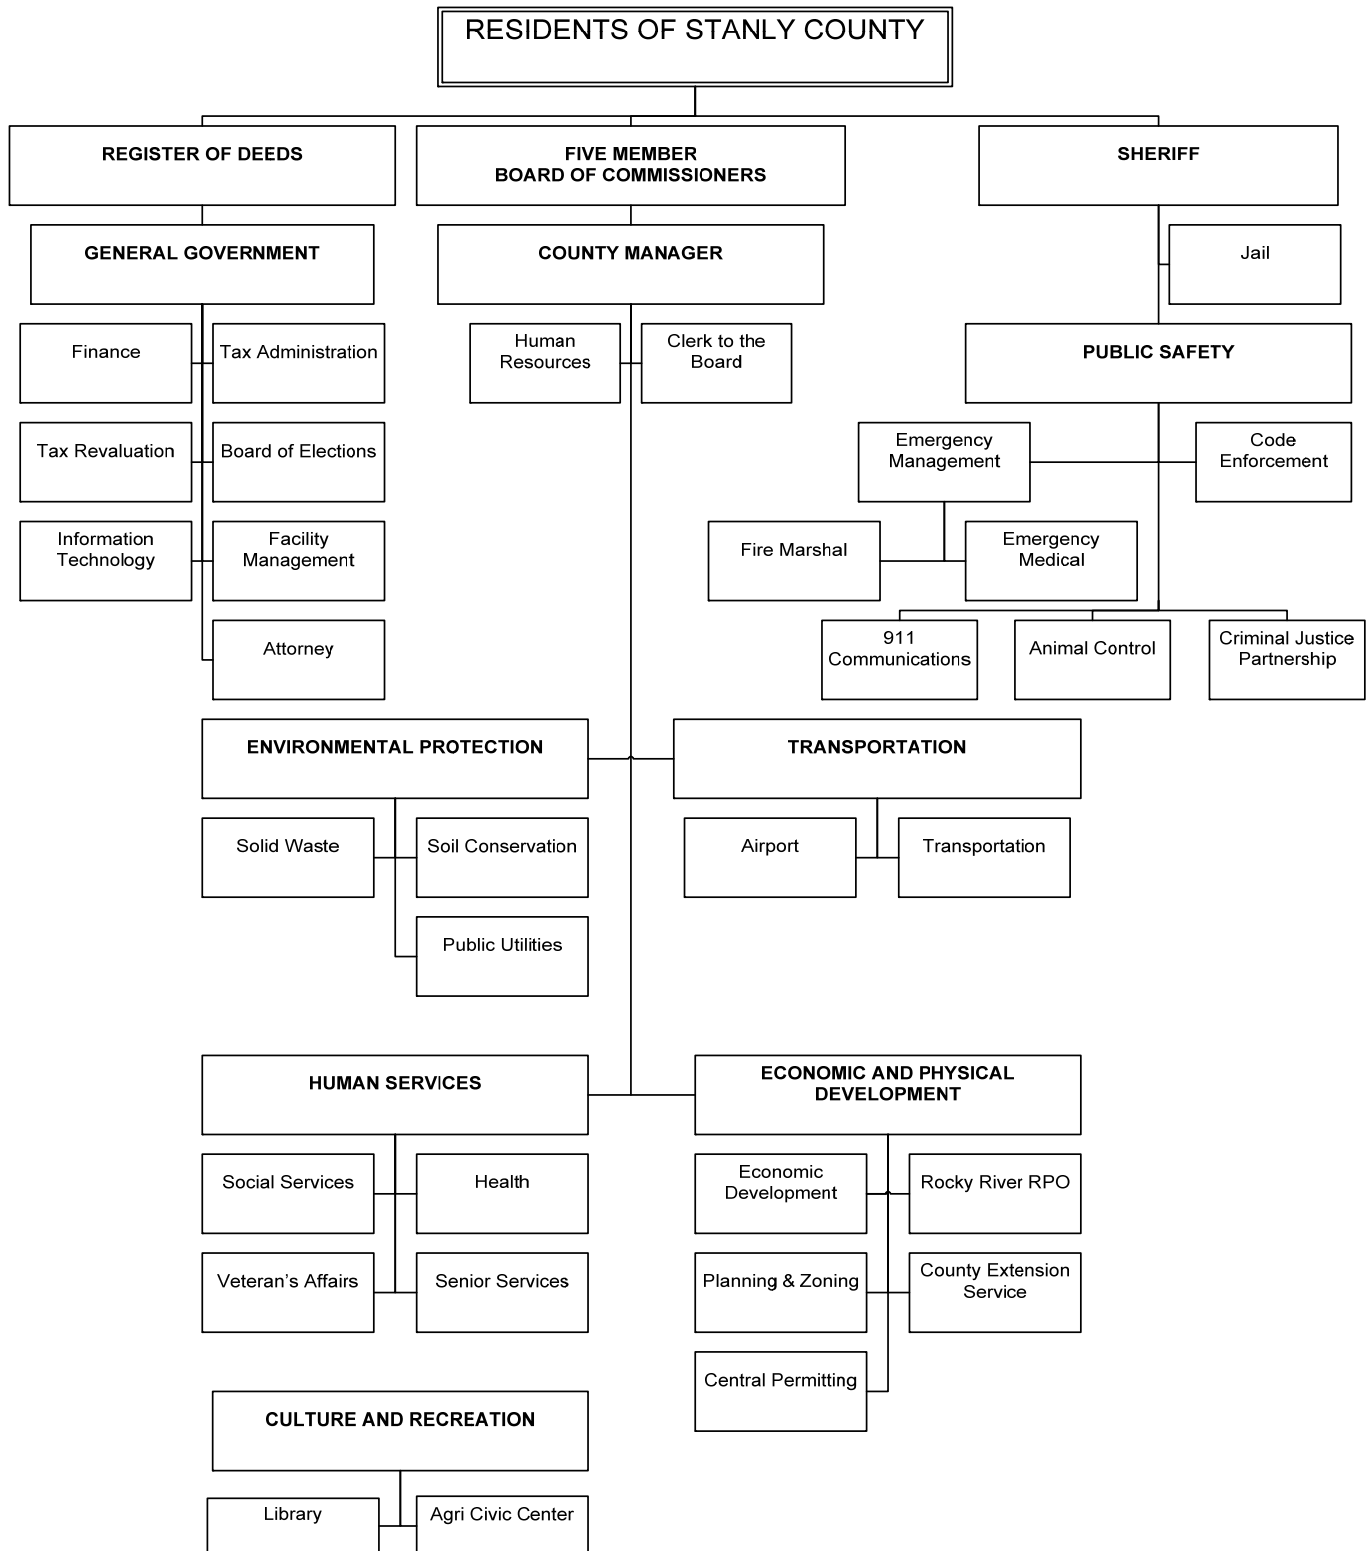 RESIDENTS OF STANLY COUNTY
REGISTER OF DEEDS
FIVE MEMBER
BOARD OF COMMISSIONERS
SHERIFF
GENERAL GOVERNMENT
COUNTY MANAGER
Jail
Finance
Tax Administration
Human
Resources
Clerk to the
Board
PUBLIC SAFETY
Tax Revaluation
Board of Elections
Emergency
Management
Code
Enforcement
Information
Technology
Facility
Management
Fire Marshal
Emergency
Medical
Attorney
911
Communications
Animal Control
Criminal Justice
Partnership
ENVIRONMENTAL PROTECTION
TRANSPORTATION
Solid Waste
Soil Conservation
Airport
Transportation
Public Utilities
HUMAN SERVICES
ECONOMIC AND PHYSICAL
DEVELOPMENT
Social Services
Health
Economic
Development
Rocky River RPO
Veteran’s Affairs
Senior Services
Planning & Zoning
County Extension
Service
Central Permitting
CULTURE AND RECREATION
Library
Agri Civic Center